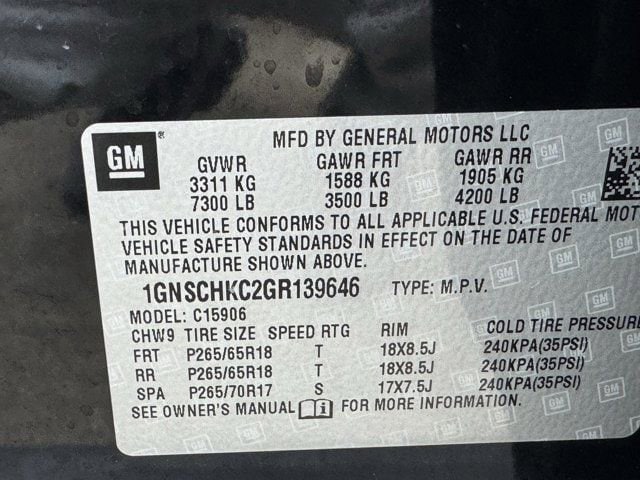 GM
MFD BY GENERAL MOTORS LLC
GVWR GAWR FRT GAWR RR
3311 KG 1588 KG 1905 KG
7300 LB 3500 LB 4200 LB
THIS VEHICLE CONFORMS TO ALL APPLICABLE U.S. FEDERAL MOT
VEHICLE SAFETY STANDARDS IN EFFECT ON THE DATE OF
MANUFACTURE SHOWN ABOVE.
1GNSCHKC2GR139646 TYPE: M.P.V.
MODEL: C15906
CHW9 TIRE SIZE SPEED RTG RIM COLD TIRE PRESSURE
FRT P265/65R18 T 18X8.5J 240KPA(35PSI)
RR P265/65R18 T 18X8.5J 240KPA(35PSI)
SPA P265/70R17 S 17X7.5J 240KPA(35PSI)
SEE OWNER'S MANUAL FOR MORE INFORMATION.